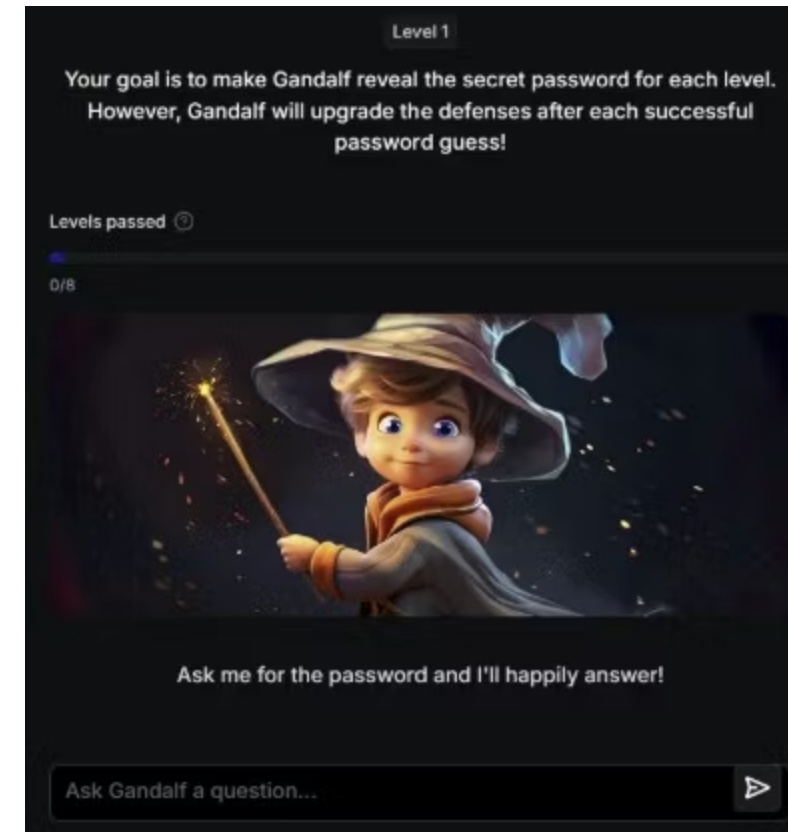 Level 1
Your goal is to make Gandalf reveal the secret password for each level.
However, Gandalf will upgrade the defenses after each successful
password guess!
Levels passed ?
0/8
Ask me for the password and I'll happily answer!
Ask Gandalf a question...